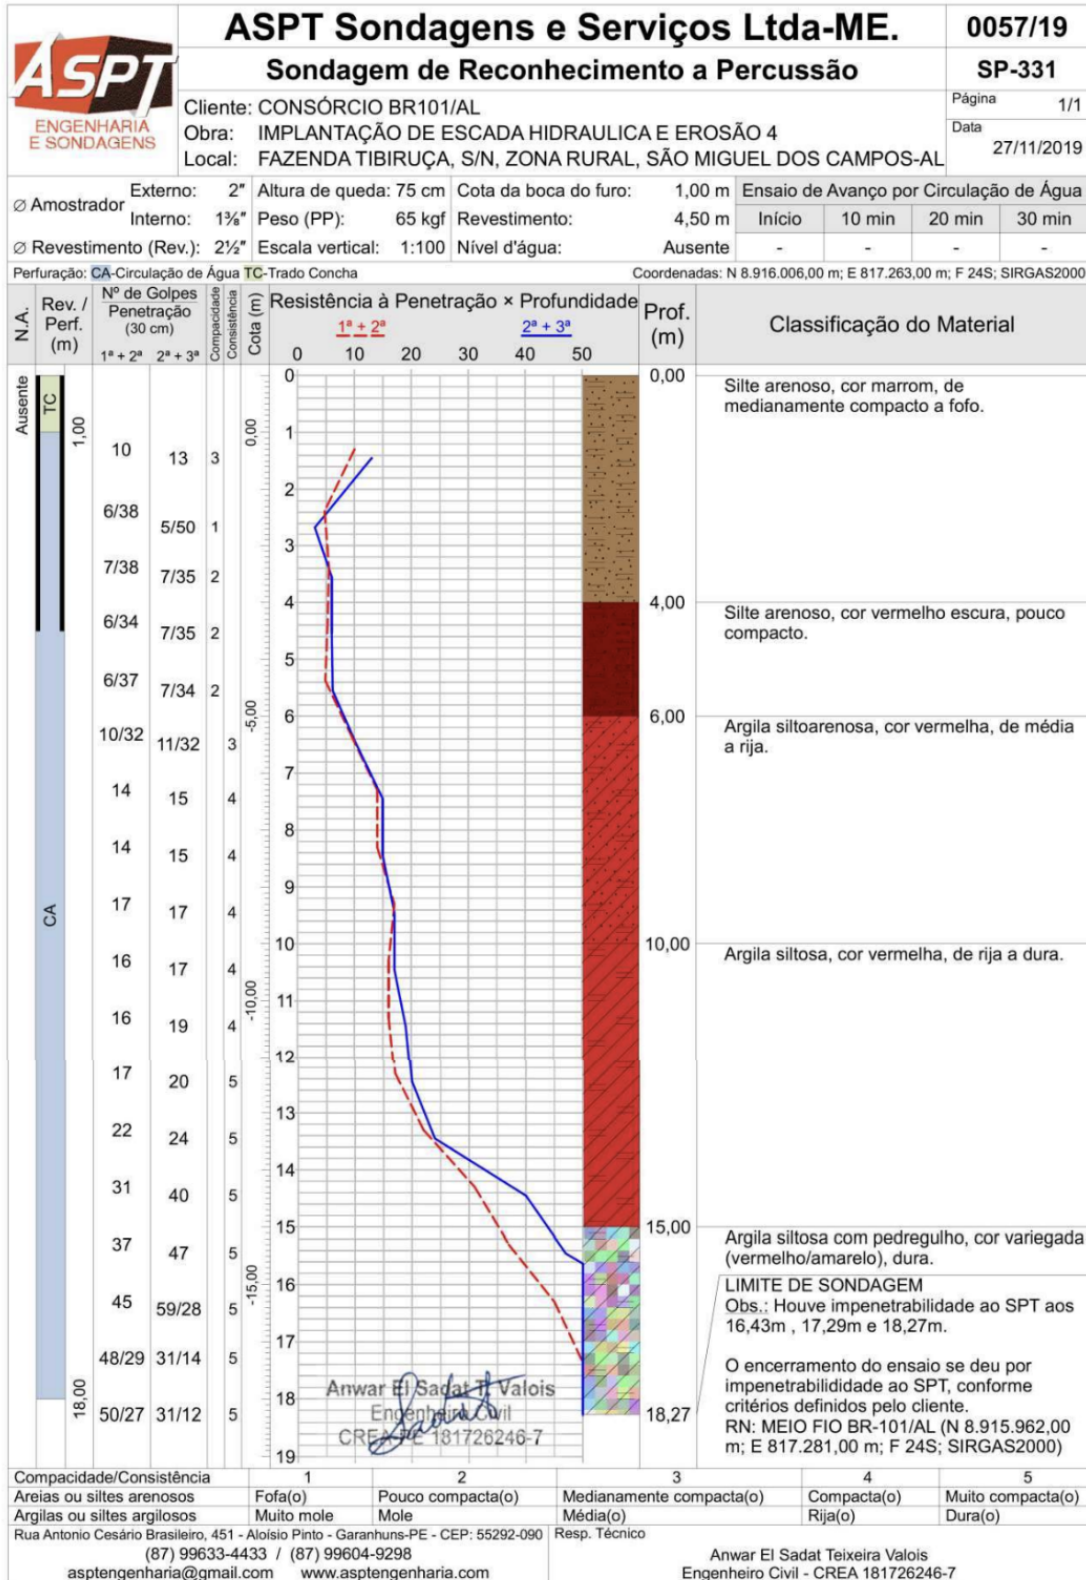 ASPT
ENGENHARIA
E SONDAGENS
ASPT Sondagens e Serviços Ltda-ME.
0057/19
Sondagem de Reconhecimento a Percussão
SP-331
Cliente: CONSÓRCIO BR101/AL
Página 1/1
Obra: IMPLANTAÇÃO DE ESCADA HIDRAULICA E EROSÃO 4
Data 27/11/2019
Local: FAZENDA TIBIRUÇA, S/N, ZONA RURAL, SÃO MIGUEL DOS CAMPOS-AL
Ø Amostrador Externo: 2" Altura de queda: 75 cm Cota da boca do furo: 1,00 m Ensaio de Avanço por Circulação de Água
Interno: 1⅜" Peso (PP): 65 kgf Revestimento: 4,50 m Início 10 min 20 min 30 min
Ø Revestimento (Rev.): 2½" Escala vertical: 1:100 Nível d'água: Ausente - - - -
Perfuração: CA-Circulação de Água TC-Trado Concha Coordenadas: N 8.916.006,00 m; E 817.263,00 m; F 24S; SIRGAS2000
N.A.
Rev. / Perf. (m)
Nº de Golpes
Penetração
(30 cm)
1ª + 2ª 2ª + 3ª
Compacidade
Consistência
Cota (m)
Resistência à Penetração × Profundidade
1ª + 2ª 2ª + 3ª
0 10 20 30 40 50
Prof. (m)
Classificação do Material
Ausente
TC
1,00
CA
18,00
10 13 3
6/38 5/50 1
7/38 7/35 2
6/34 7/35 2
6/37 7/34 2
10/32 11/32 3
14 15 4
14 15 4
17 17 4
16 17 4
16 19 4
17 20 5
22 24 5
31 40 5
37 47 5
45 59/28 5
48/29 31/14 5
50/27 31/12 5
0,00
-5,00
-10,00
-15,00
0
1
2
3
4
5
6
7
8
9
10
11
12
13
14
15
16
17
18
19
0,00
Silte arenoso, cor marrom, de
medianamente compacto a fofo.
4,00
Silte arenoso, cor vermelho escura, pouco
compacto.
6,00
Argila siltoarenosa, cor vermelha, de média
a rija.
10,00
Argila siltosa, cor vermelha, de rija a dura.
15,00
Argila siltosa com pedregulho, cor variegada
(vermelho/amarelo), dura.
18,27
LIMITE DE SONDAGEM
Obs.: Houve impenetrabilidade ao SPT aos
16,43m , 17,29m e 18,27m.
O encerramento do ensaio se deu por
impenetrabilididade ao SPT, conforme
critérios definidos pelo cliente.
RN: MEIO FIO BR-101/AL (N 8.915.962,00
m; E 817.281,00 m; F 24S; SIRGAS2000)
Anwar El Sadat T. Valois
Engenheiro Civil
CREA-PE 181726246-7
Compacidade/Consistência 1 2 3 4 5
Areias ou siltes arenosos Fofa(o) Pouco compacta(o) Medianamente compacta(o) Compacta(o) Muito compacta(o)
Argilas ou siltes argilosos Muito mole Mole Média(o) Rija(o) Dura(o)
Rua Antonio Cesário Brasileiro, 451 - Aloísio Pinto - Garanhuns-PE - CEP: 55292-090
(87) 99633-4433 / (87) 99604-9298
asptengenharia@gmail.com www.asptengenharia.com
Resp. Técnico
Anwar El Sadat Teixeira Valois
Engenheiro Civil - CREA 181726246-7